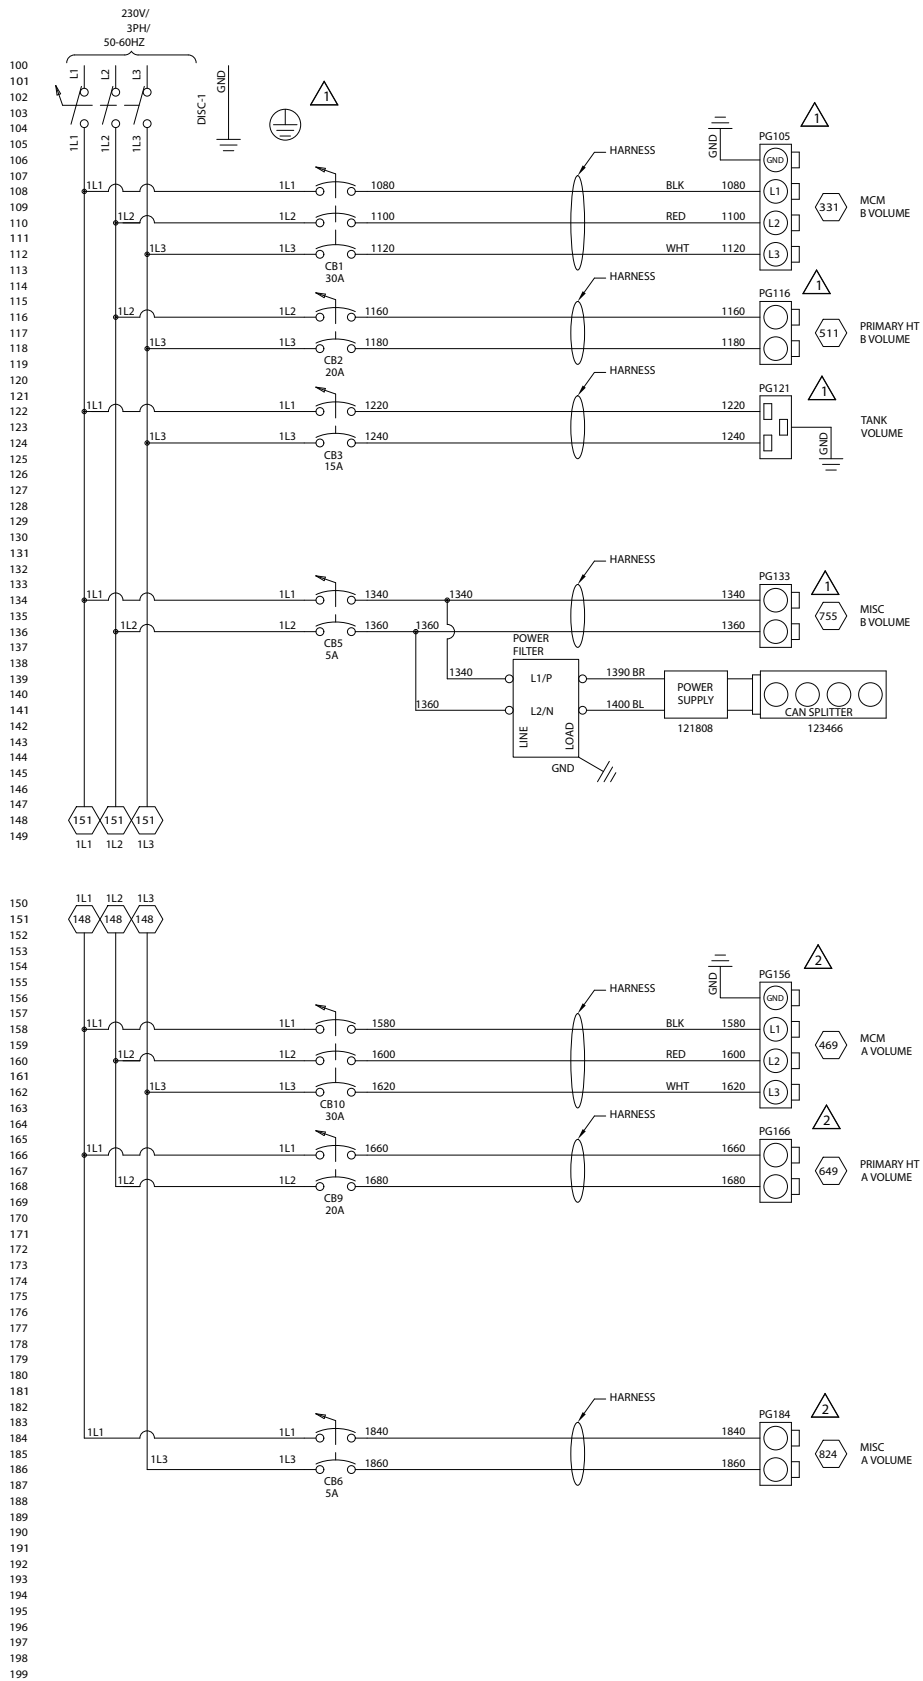 230V/
3PH/
50-60HZ
100
101 L1 L2 L3 GND
102 1
103 DISC-1 1
104
105 1L1 1L2 1L3 GND PG105
106 HARNESS GND
107
108 1L1 1L1 1080 BLK 1080 L1
109 331 MCM
110 1L2 1L2 1100 RED 1100 L2 B VOLUME
111
112 1L3 1L3 1120 WHT 1120 L3
113 CB1
30A
114 HARNESS 1
115 PG116
116 1L2 1L2 1160 1160
117 511 PRIMARY HT
118 1L3 1L3 1180 1180 B VOLUME
119 CB2
120 20A HARNESS
121 PG121 1
122 1L1 1L1 1220 1220
123 TANK
124 1L3 1L3 1240 1240 GND VOLUME
125 CB3
15A
126
127
128
129
130
131
132 HARNESS
133 PG133 1
134 1L1 1L1 1340 1340 1340
135 755 MISC
136 1L2 1L2 1360 1360 1360 B VOLUME
137 CB5 POWER
5A FILTER
138
139 1340 L1/P 1390 BR
140 POWER
SUPPLY
141 1360 L2/N 1400 BL CAN SPLITTER
142 121808 123466
143 LINE LOAD
144 GND
145
146
147
148 151 151 151
149 1L1 1L2 1L3
150 1L1 1L2 1L3
151 148 148 148
152
153
154 2
155 GND PG156
156 HARNESS GND
157
158 1L1 1L1 1580 BLK 1580 L1
159 469 MCM
160 1L2 1L2 1600 RED 1600 L2 A VOLUME
161
162 1L3 1L3 1620 WHT 1620 L3
163 CB10
30A
164 HARNESS 2
165 PG166
166 1L1 1L1 1660 1660
167 649 PRIMARY HT
168 1L2 1L2 1680 1680 A VOLUME
169 CB9
20A
170
171
172
173
174
175
176
177
178
179
180
181
182 HARNESS 2
183 PG184
184 1L1 1L1 1840 1840
185 824 MISC
186 1L3 1L3 1860 1860 A VOLUME
187 CB6
5A
188
189
190
191
192
193
194
195
196
197
198
199